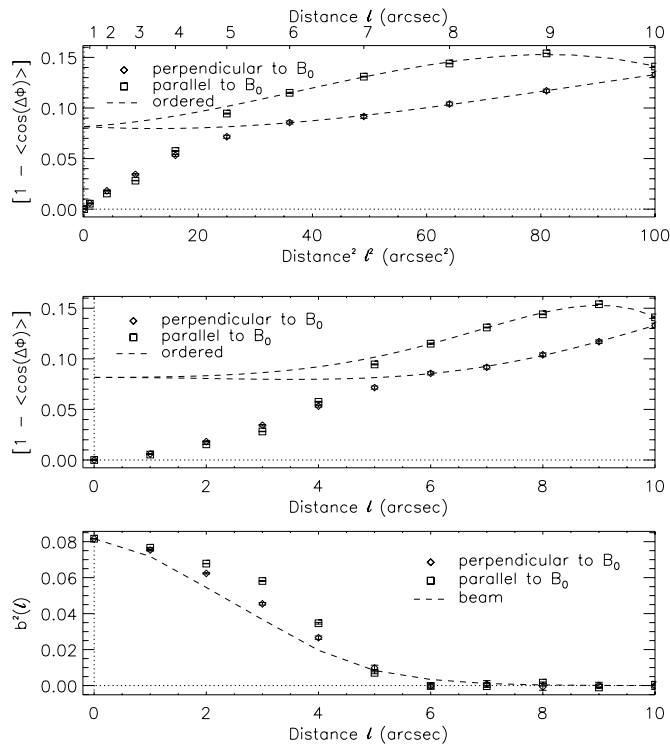 Distance ℓ (arcsec)
1 2 3 4 5 6 7 8 9 10
0.15
0.10
0.05
0.00
[1 - <cos(ΔΦ)>]
perpendicular to B₀
parallel to B₀
ordered
0 20 40 60 80 100
Distance² ℓ² (arcsec²)
0.15
0.10
0.05
0.00
[1 - <cos(ΔΦ)>]
perpendicular to B₀
parallel to B₀
ordered
0 2 4 6 8 10
Distance ℓ (arcsec)
0.08
0.06
0.04
0.02
0.00
b²(ℓ)
perpendicular to B₀
parallel to B₀
beam
0 2 4 6 8 10
Distance ℓ (arcsec)